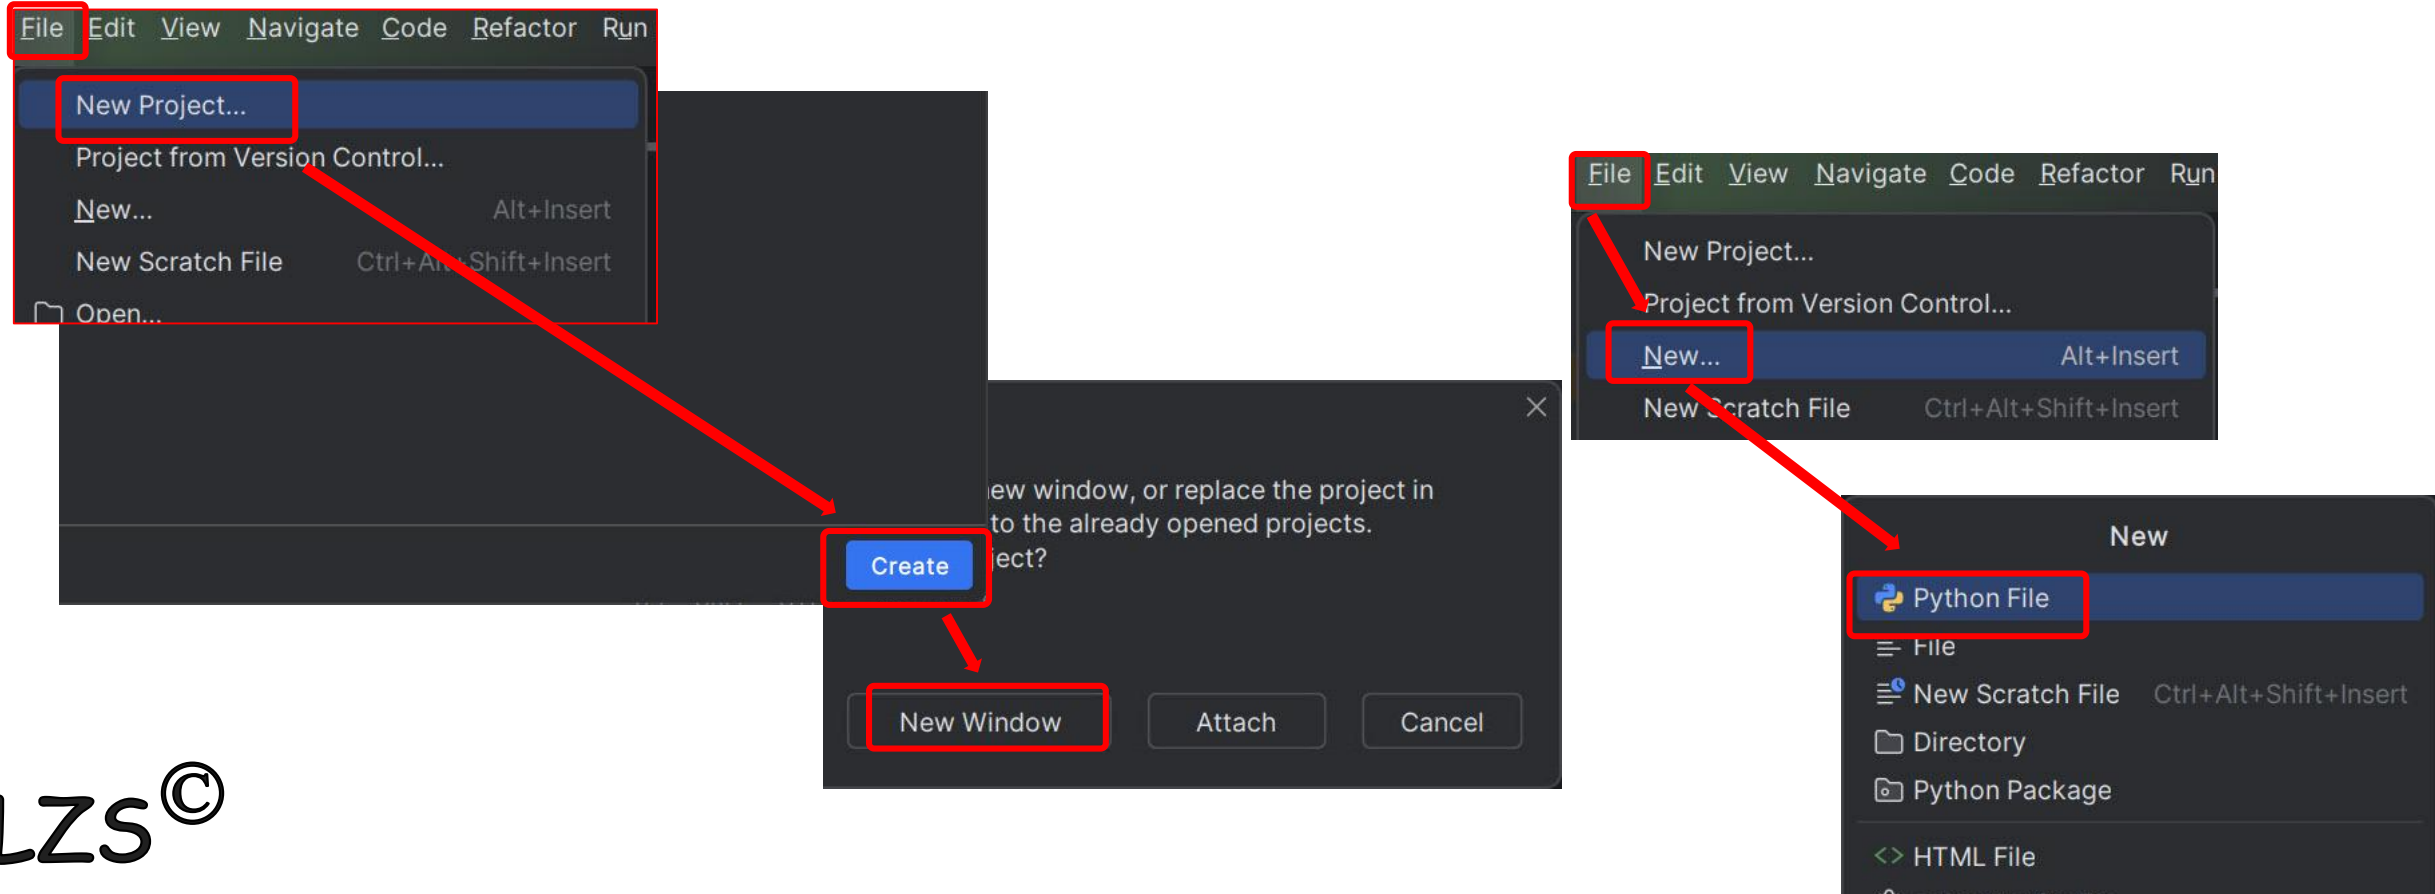 File Edit View Navigate Code Refactor Run
New Project...
Project from Version Control...
New... Alt+Insert
New Scratch File Ctrl+Alt+Shift+Insert
Open...
Create
new window, or replace the project in
to the already opened projects.
ject?
New Window Attach Cancel
File Edit View Navigate Code Refactor Run
New Project...
Project from Version Control...
New... Alt+Insert
New Scratch File Ctrl+Alt+Shift+Insert
New
Python File
File
New Scratch File Ctrl+Alt+Shift+Insert
Directory
Python Package
HTML File
LZS©